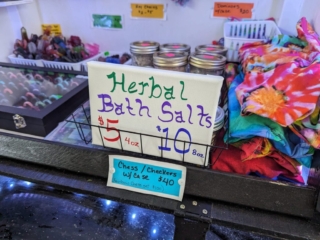 Herbal
Bath Salts
$5 4oz $10 8oz
Chess / Checkers
w/case $40